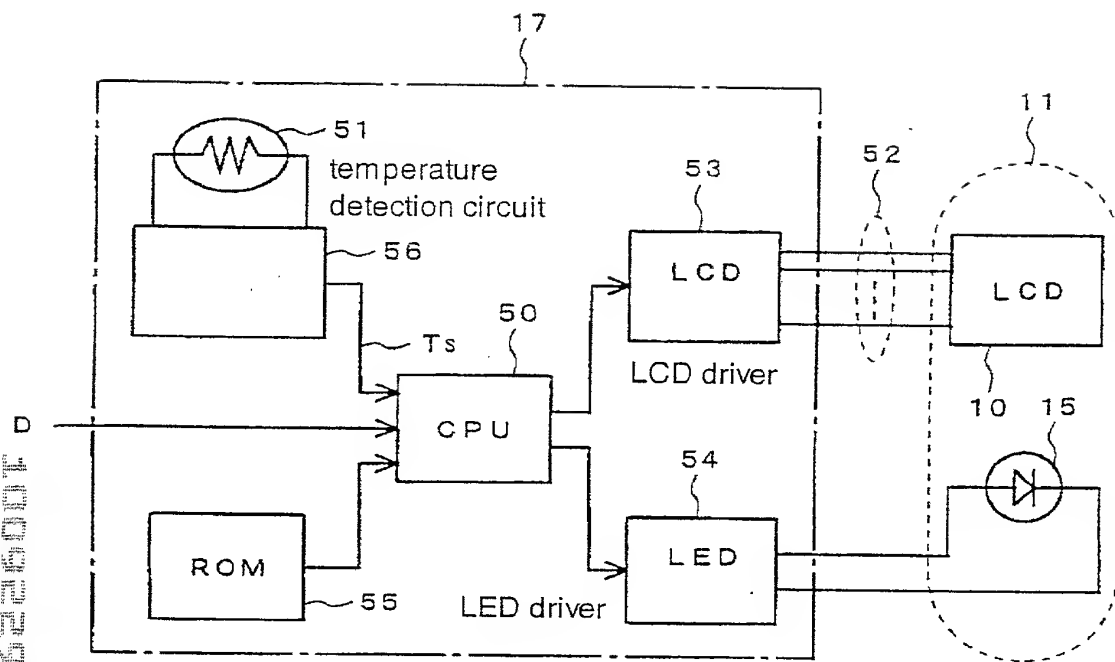 17
51
temperature
detection circuit
56
Ts
50
CPU
D
ROM
55
53
LCD
LCD driver
54
LED
LED driver
52
11
LCD
10
15